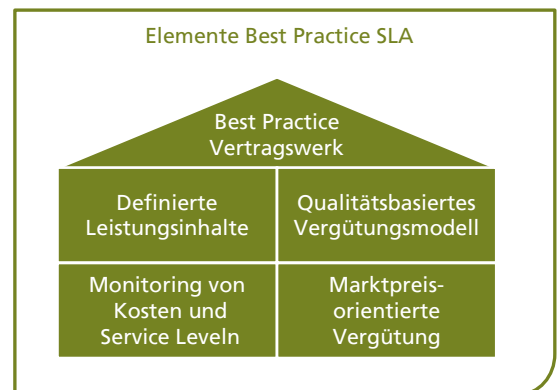 Elemente Best Practice SLA
Best Practice
Vertragswerk
Definierte
Leistungsinhalte
Qualitätsbasiertes
Vergütungsmodell
Monitoring von
Kosten und
Service Leveln
Marktpreis-
orientierte
Vergütung